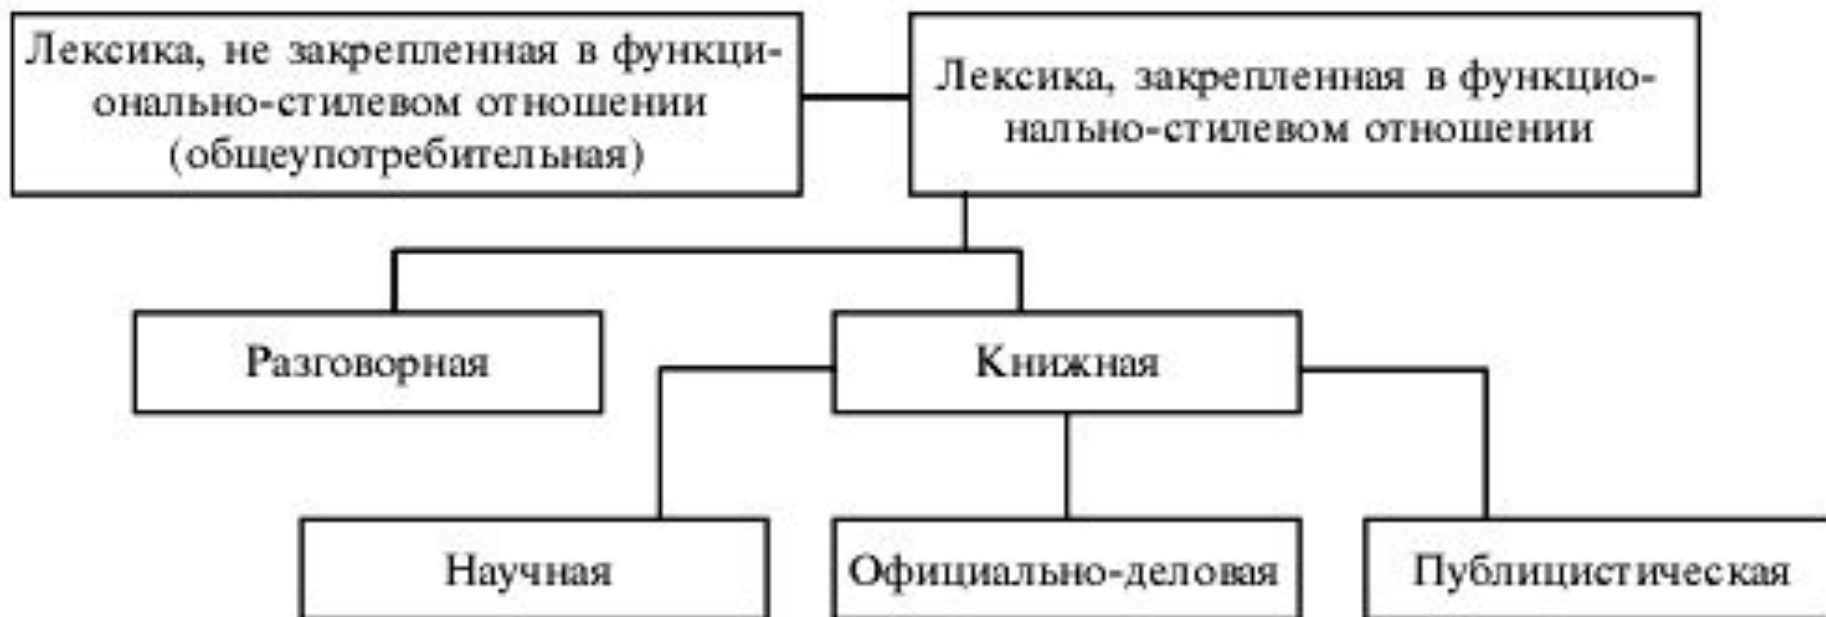 Лексика, не закрепленная в функци-
онально-стилевом отношении
(общеупотребительная)
Лексика, закрепленная в функцио-
нально-стилевом отношении
Разговорная
Книжная
Научная
Официально-деловая
Публицистическая